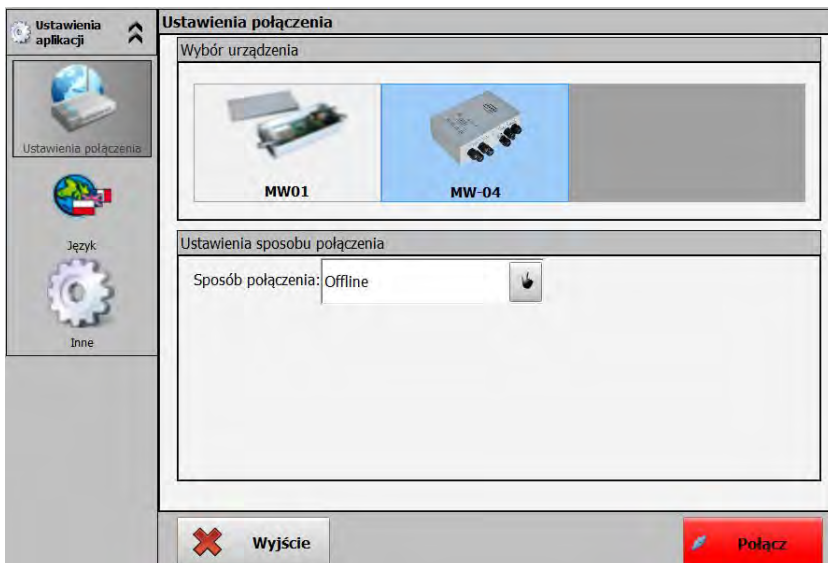 Ustawienia
aplikacji
Ustawienia połączenia
Język
Inne
Ustawienia połączenia
Wybór urządzenia
MW01
MW-04
Ustawienia sposobu połączenia
Sposób połączenia: Offline
Wyjście
Połącz